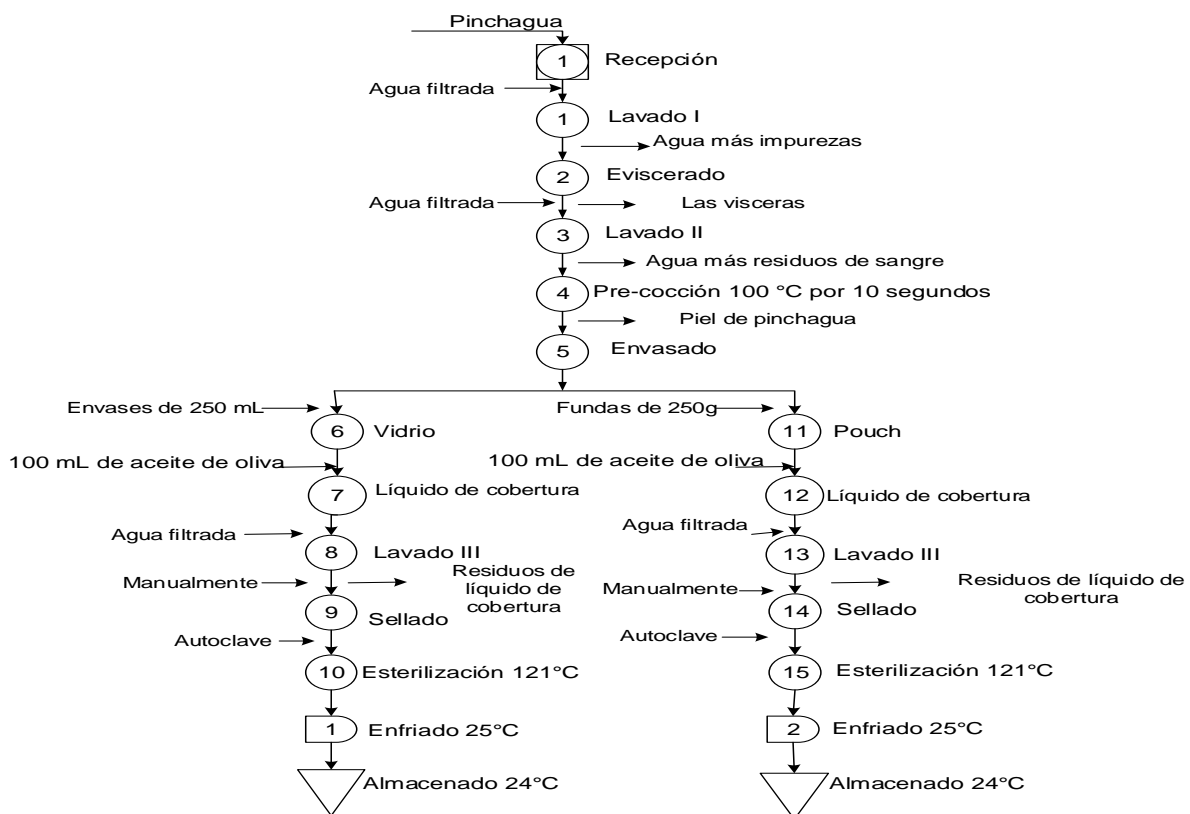 Pinchagua
1 Recepción
Agua filtrada
1 Lavado I
Agua más impurezas
2 Eviscerado
Agua filtrada
Las visceras
3 Lavado II
Agua más residuos de sangre
4 Pre-cocción 100 °C por 10 segundos
Piel de pinchagua
5 Envasado
Envases de 250 mL
6 Vidrio
100 mL de aceite de oliva
7 Líquido de cobertura
Agua filtrada
8 Lavado III
Manualmente
Residuos de
líquido de
cobertura
9 Sellado
Autoclave
10 Esterilización 121°C
1 Enfriado 25°C
Almacenado 24°C
Fundas de 250g
11 Pouch
100 mL de aceite de oliva
12 Líquido de cobertura
Agua filtrada
13 Lavado III
Manualmente
Residuos de líquido de
cobertura
14 Sellado
Autoclave
15 Esterilización 121°C
2 Enfriado 25°C
Almacenado 24°C